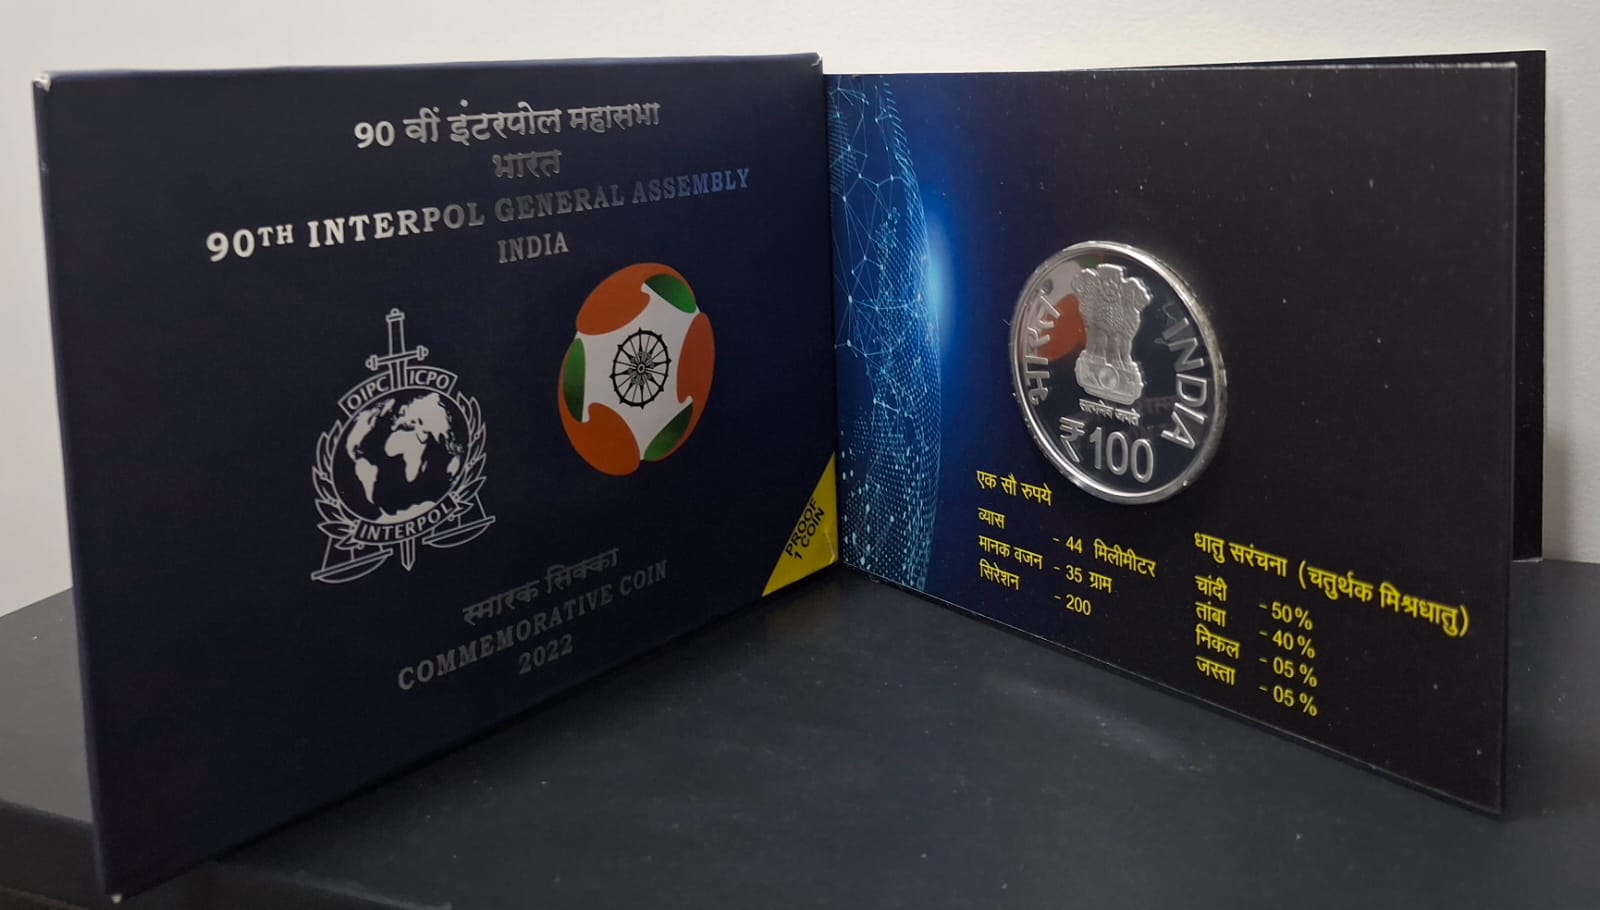 90 वीं इंटरपोल महासभा
भारत
90TH INTERPOL GENERAL ASSEMBLY
INDIA
OIPC ICPO
INTERPOL
स्मारक सिक्का
COMMEMORATIVE COIN
2022
PROOF
1 COIN
भारत
INDIA
सत्यमेव जयते
₹100
एक सौ रुपये
व्यास - 44 मिलीमीटर
मानक वजन - 35 ग्राम
सिरेशन - 200
धातु सरंचना (चतुर्थक मिश्रधातु)
चांदी - 50%
तांबा - 40%
निकल - 05%
जस्ता - 05%